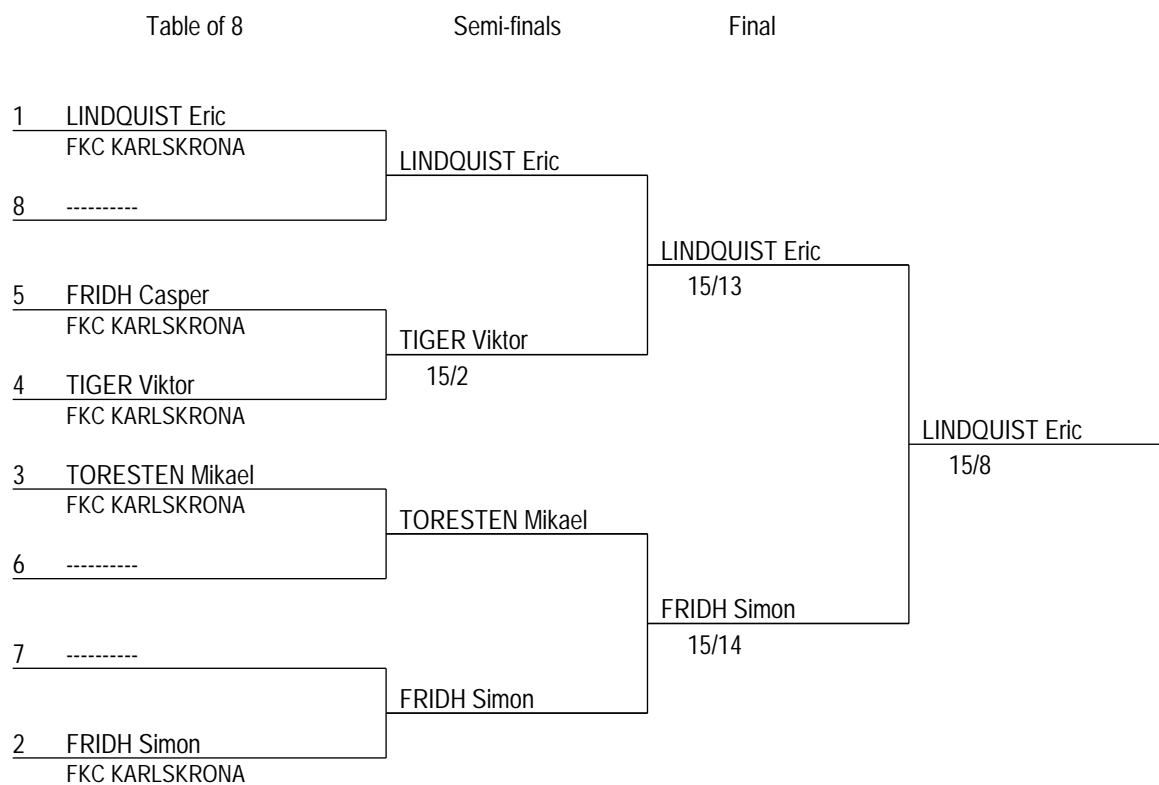 Table of 8 Semi-finals Final
1 LINDQUIST Eric
FKC KARLSKRONA
LINDQUIST Eric
8 ----------
LINDQUIST Eric
15/13
5 FRIDH Casper
FKC KARLSKRONA
TIGER Viktor
15/2
4 TIGER Viktor
FKC KARLSKRONA
LINDQUIST Eric
15/8
3 TORESTEN Mikael
FKC KARLSKRONA
TORESTEN Mikael
6 ----------
FRIDH Simon
15/14
7 ----------
FRIDH Simon
2 FRIDH Simon
FKC KARLSKRONA